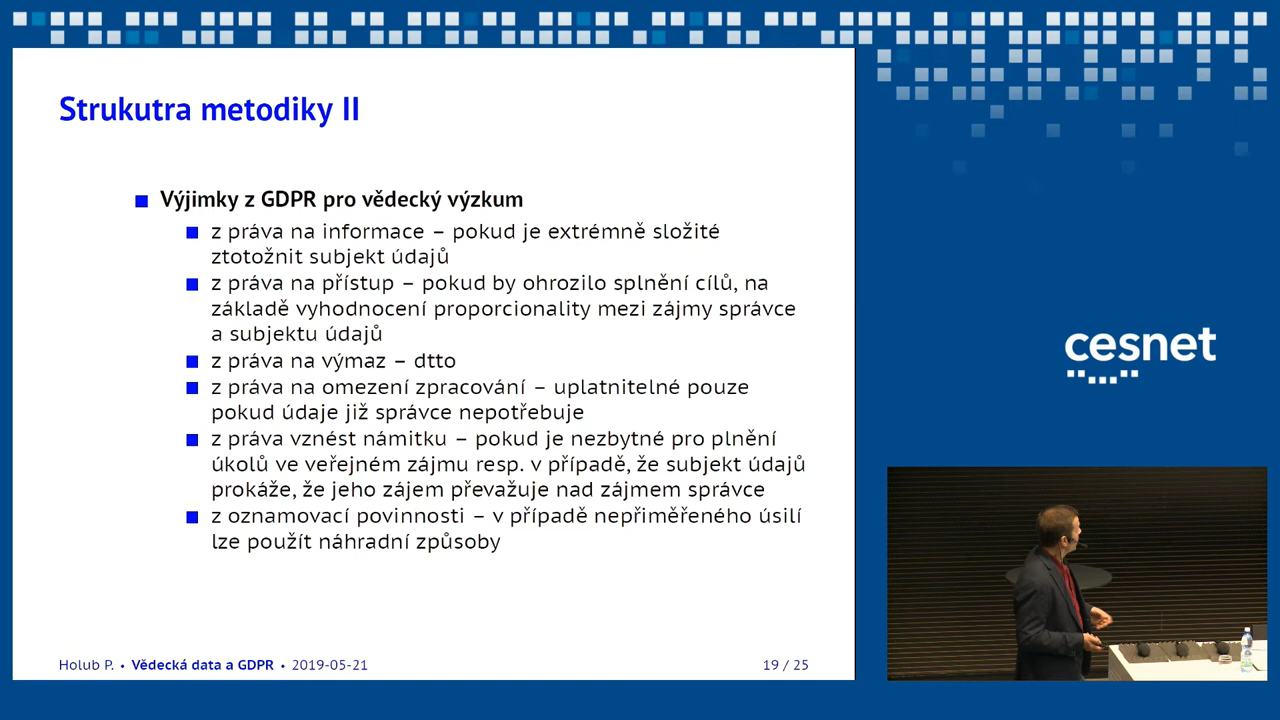 Strukutra metodiky II
Výjimky z GDPR pro vědecký výzkum
z práva na informace – pokud je extrémně složité
ztotožnit subjekt údajů
z práva na přístup – pokud by ohrozilo splnění cílů, na
základě vyhodnocení proporcionality mezi zájmy správce
a subjektu údajů
z práva na výmaz – dtto
z práva na omezení zpracování – uplatnitelné pouze
pokud údaje již správce nepotřebuje
z práva vznést námitku – pokud je nezbytné pro plnění
úkolů ve veřejném zájmu resp. v případě, že subjekt údajů
prokáže, že jeho zájem převažuje nad zájmem správce
z oznamovací povinnosti – v případě nepřiměřeného úsilí
lze použít náhradní způsoby
Holub P. • Vědecká data a GDPR • 2019-05-21
19 / 25
cesnet